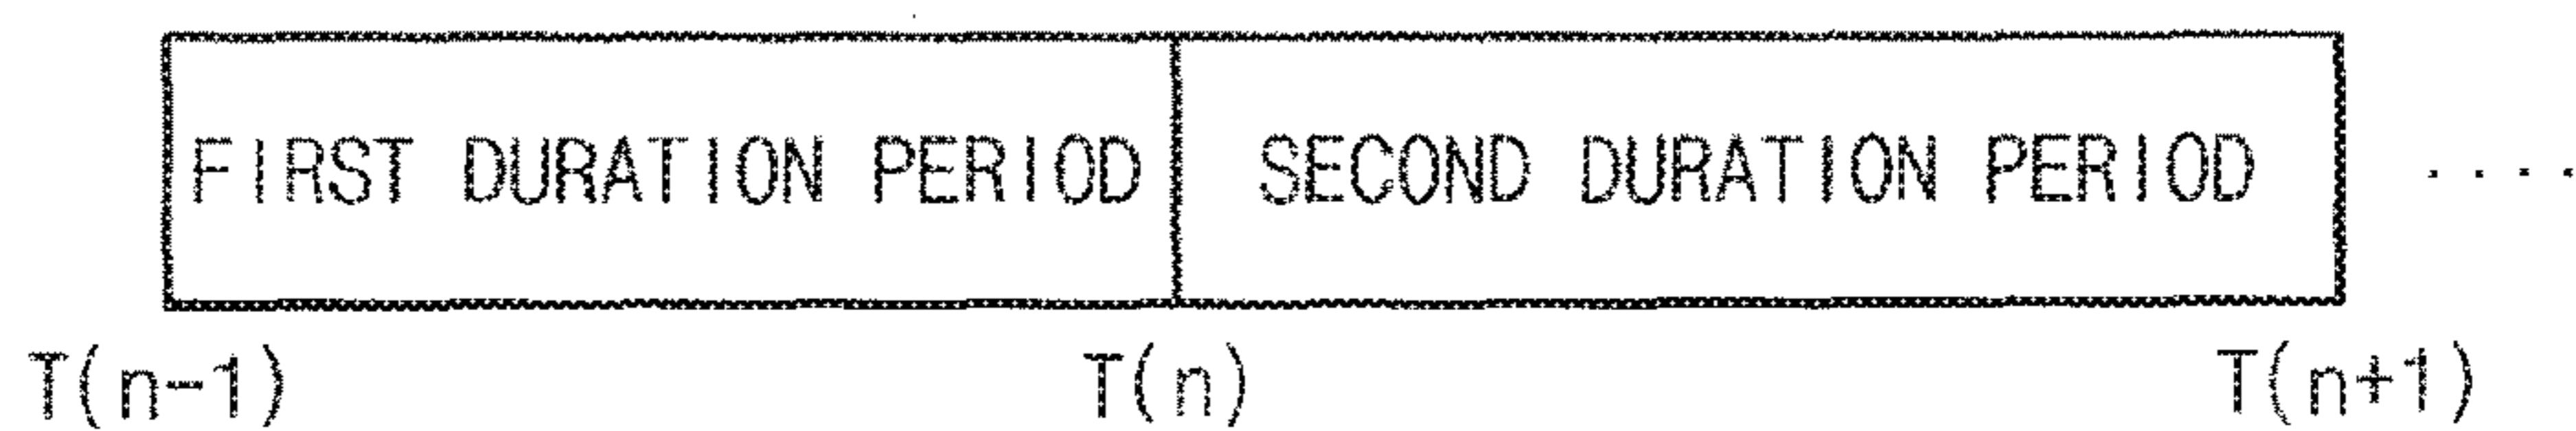 FIRST DURATION PERIOD SECOND DURATION PERIOD ....
T(n-1) T(n) T(n+1)